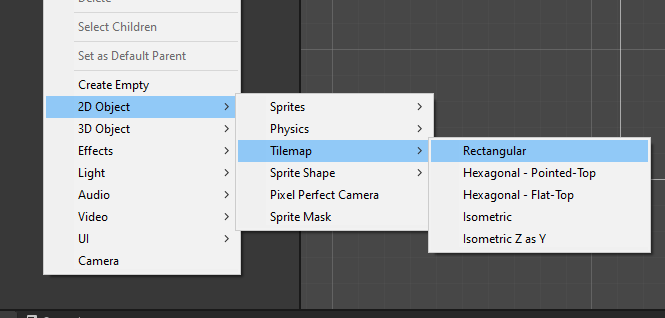 Delete
Select Children
Set as Default Parent
Create Empty
2D Object
3D Object
Effects
Light
Audio
Video
UI
Camera
Sprites
Physics
Tilemap
Sprite Shape
Pixel Perfect Camera
Sprite Mask
Rectangular
Hexagonal - Pointed-Top
Hexagonal - Flat-Top
Isometric
Isometric Z as Y